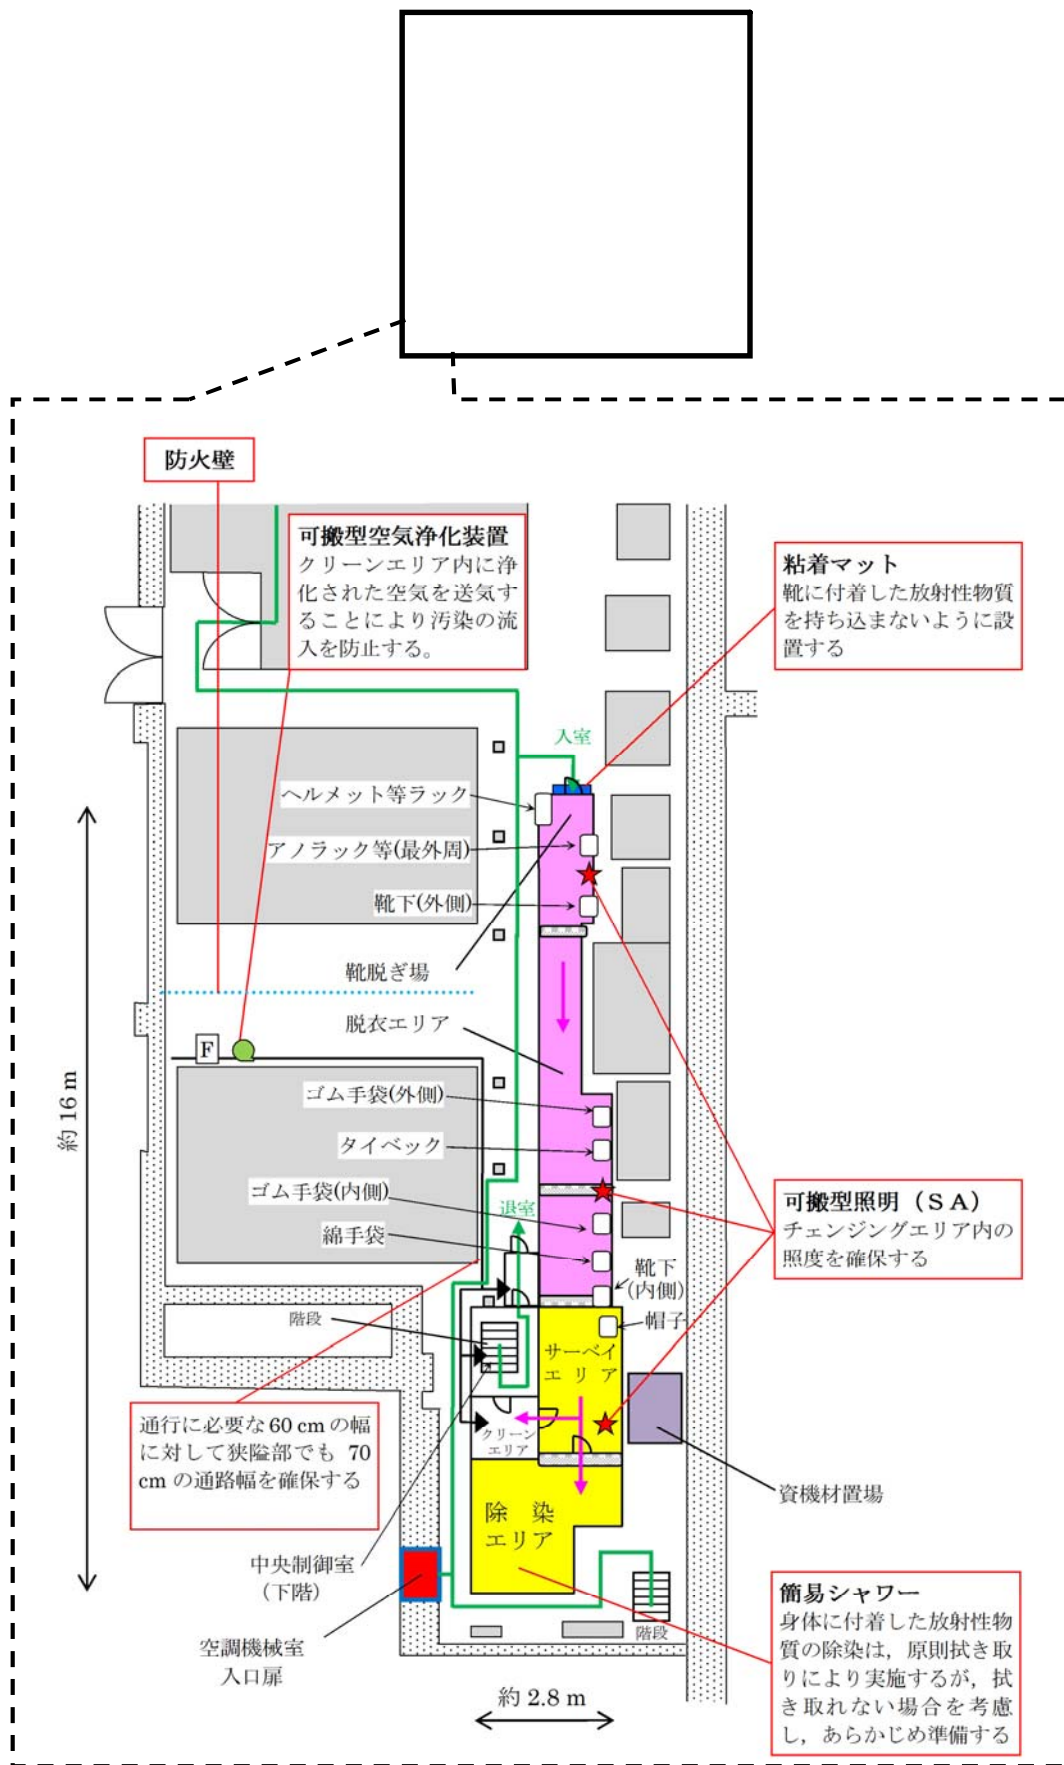 防火壁
可搬型空気浄化装置
クリーンエリア内に浄
化された空気を送気す
ることにより汚染の流
入を防止する。
粘着マット
靴に付着した放射性物質
を持ち込まないように設
置する
入室
ヘルメット等ラック
アノラック等(最外周)
靴下(外側)
靴脱ぎ場
脱衣エリア
F
ゴム手袋(外側)
タイベック
ゴム手袋(内側)
綿手袋
退室
約 16 m
可搬型照明（ＳＡ）
チェンジングエリア内の
照度を確保する
靴下
(内側)
帽子
階段
サーベイ
エ リ ア
クリーン
エリア
通行に必要な 60 cm の幅
に対して狭隘部でも 70
cm の通路幅を確保する
資機材置場
除　染
エリア
中央制御室
（下階）
空調機械室
入口扉
階段
約 2.8 m
簡易シャワー
身体に付着した放射性物
質の除染は，原則拭き取
りにより実施するが，拭
き取れない場合を考慮
し，あらかじめ準備する